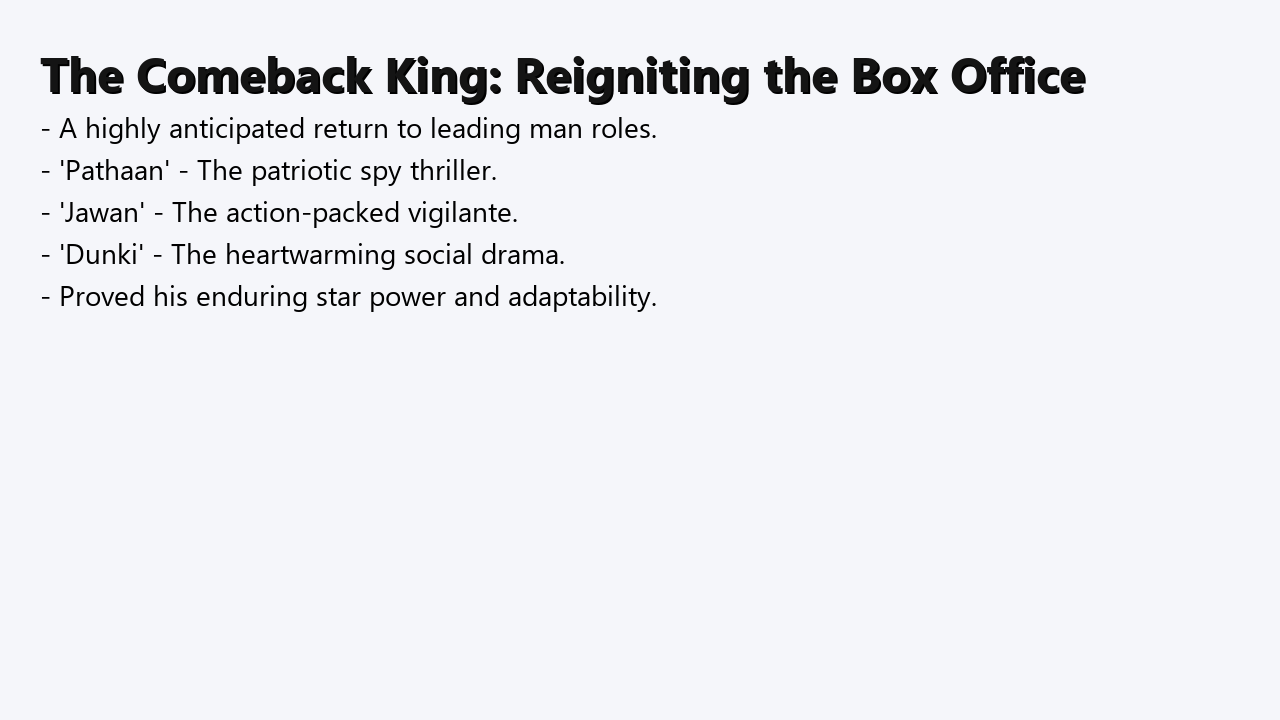 The Comeback King: Reigniting the Box Office
- A highly anticipated return to leading man roles.
- 'Pathaan' - The patriotic spy thriller.
- 'Jawan' - The action-packed vigilante.
- 'Dunki' - The heartwarming social drama.
- Proved his enduring star power and adaptability.